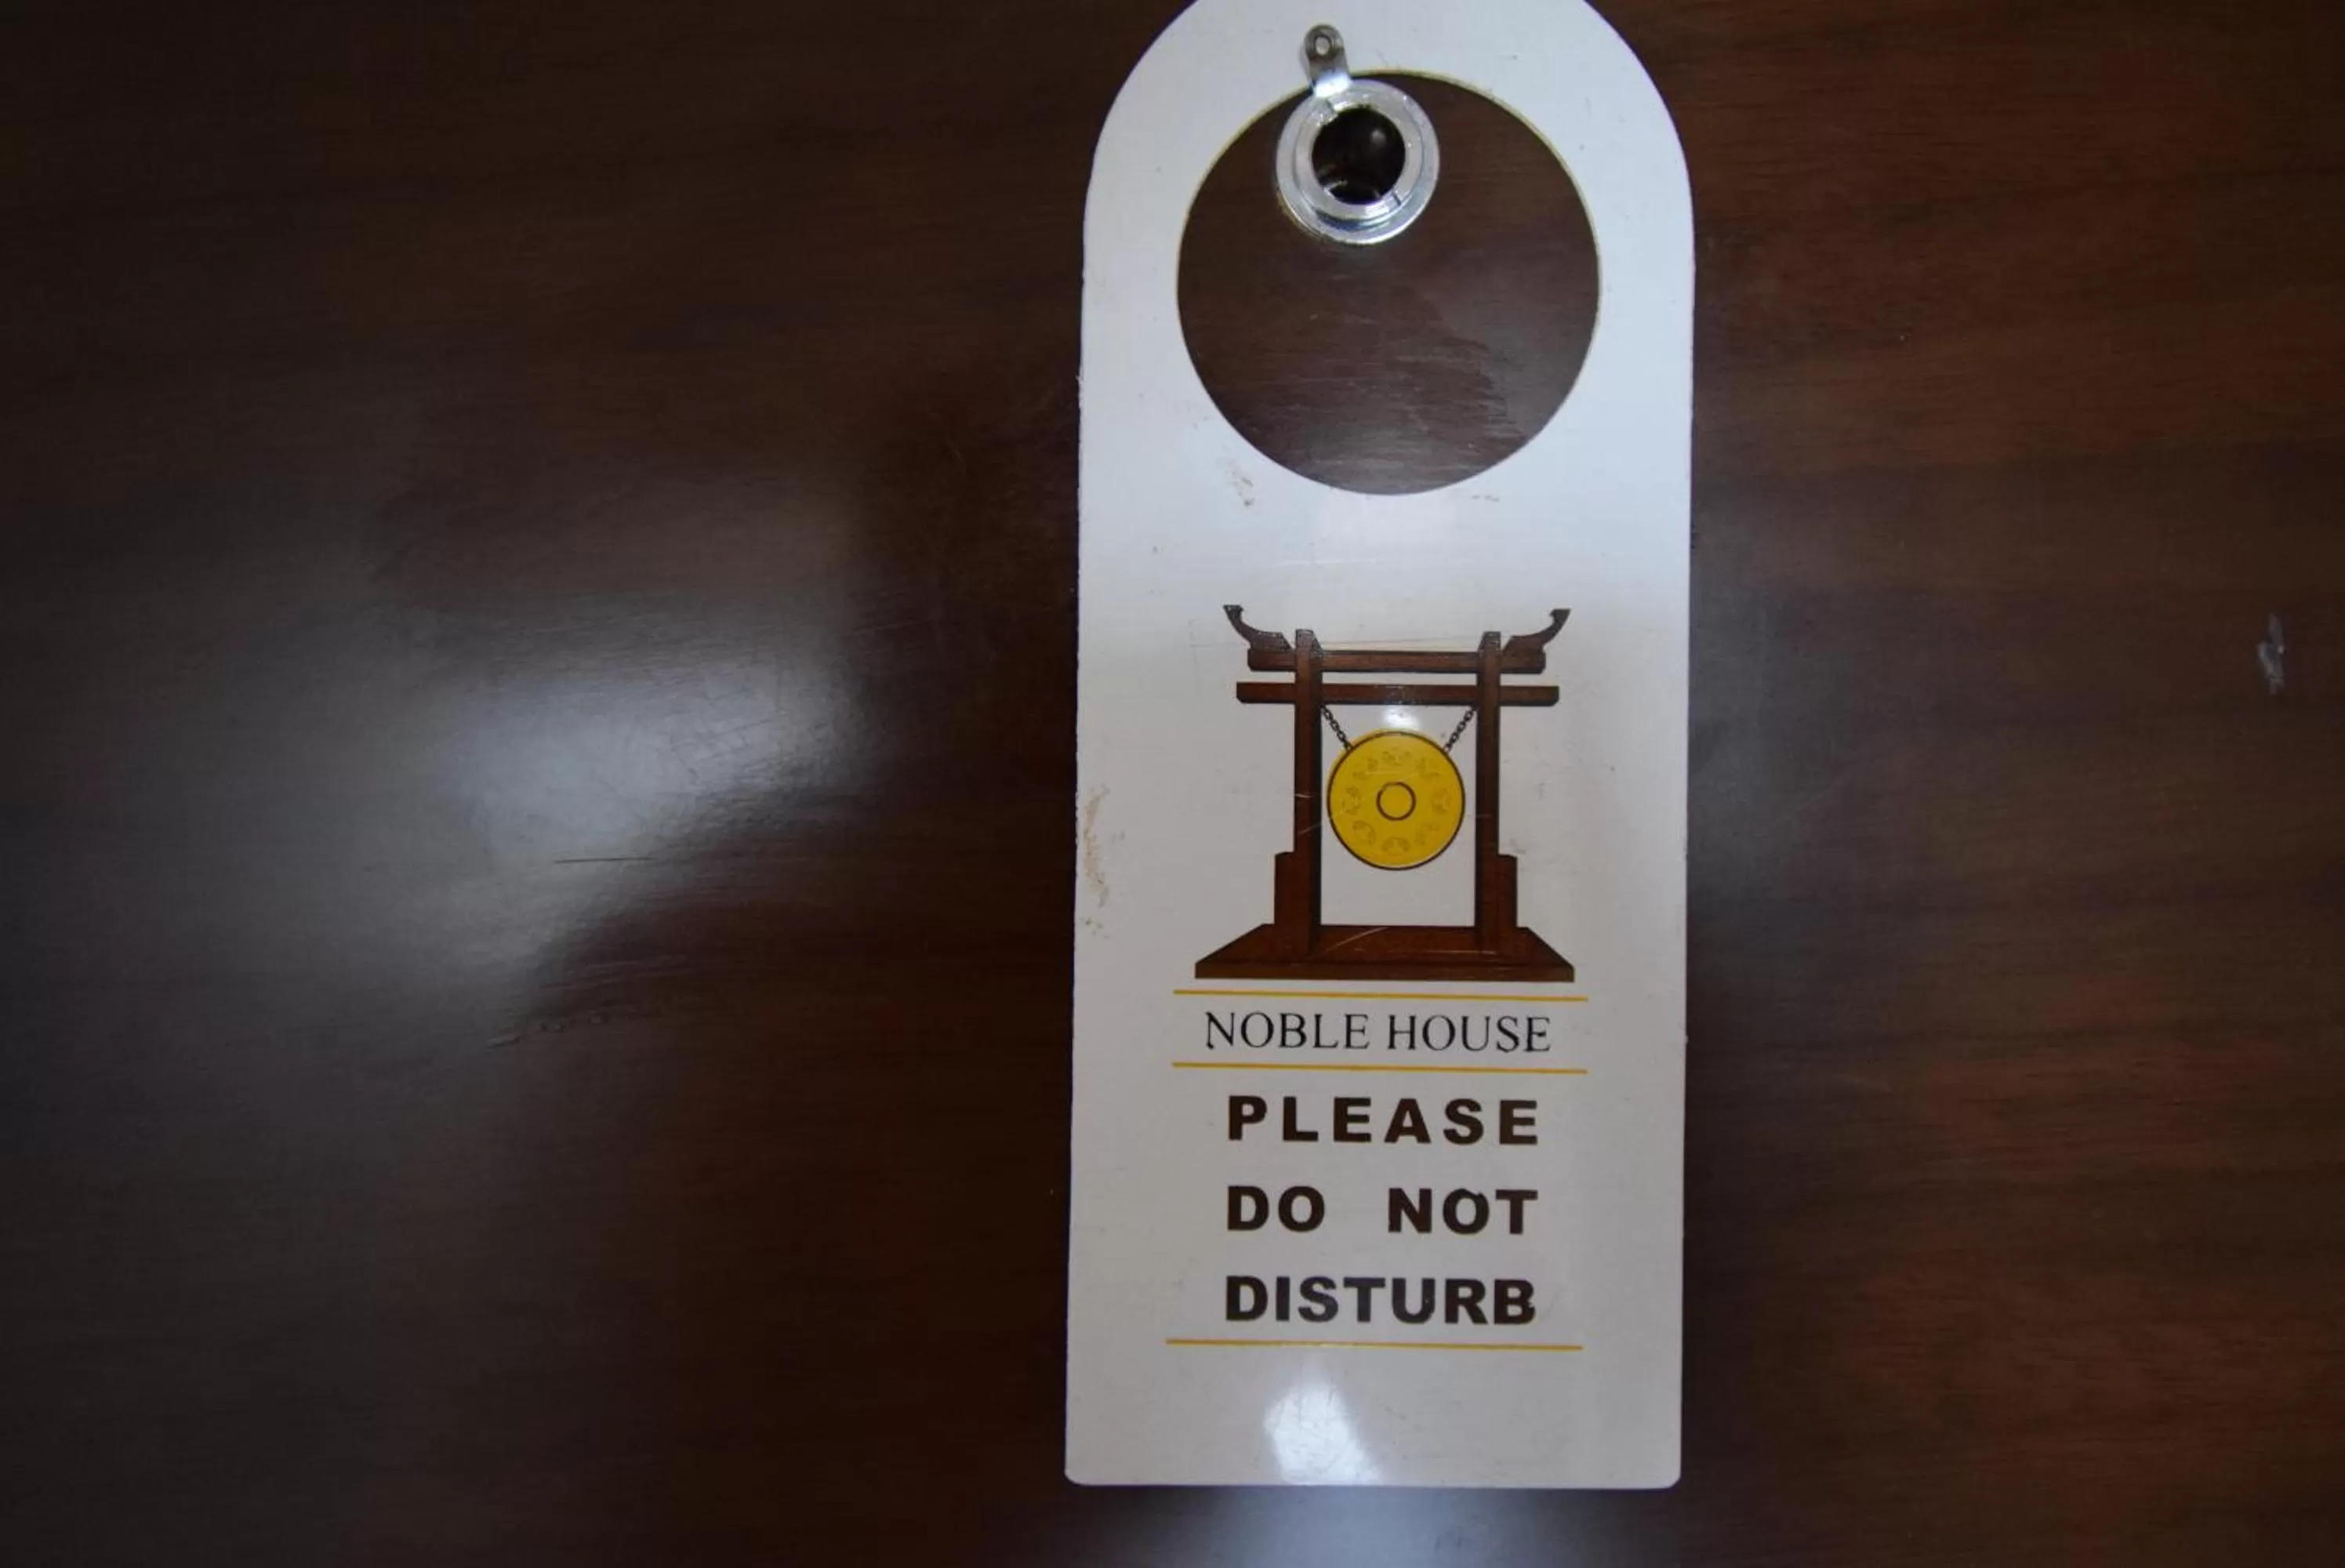 NOBLE HOUSE
PLEASE
DO NOT
DISTURB